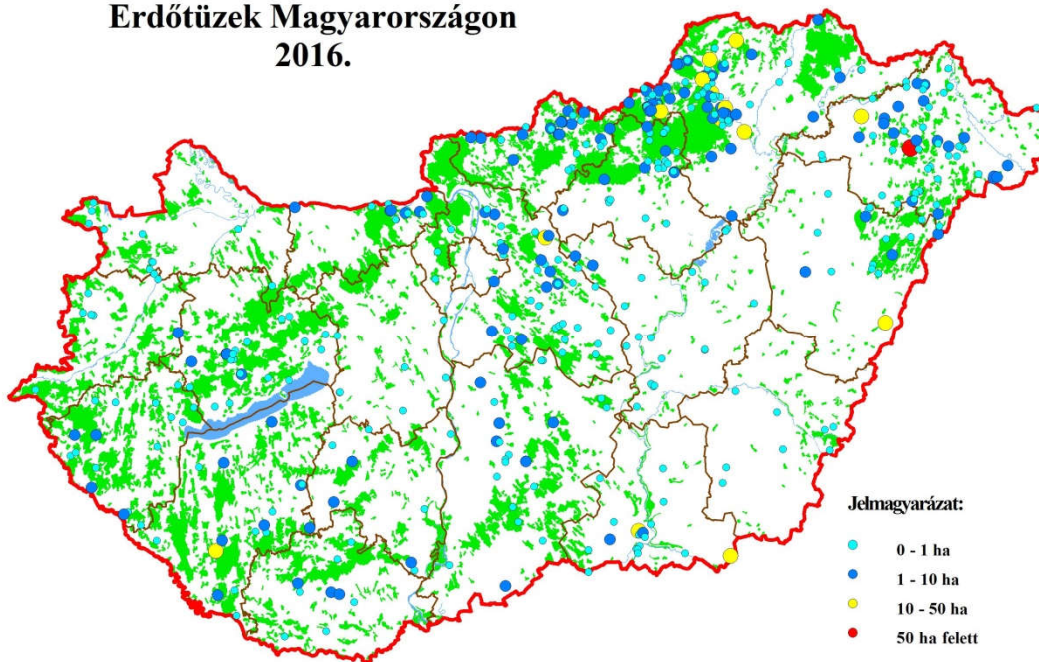 Erdőtüzek Magyarországon
2016.
Jelmagyarázat:
0 - 1 ha
1 - 10 ha
10 - 50 ha
50 ha felett